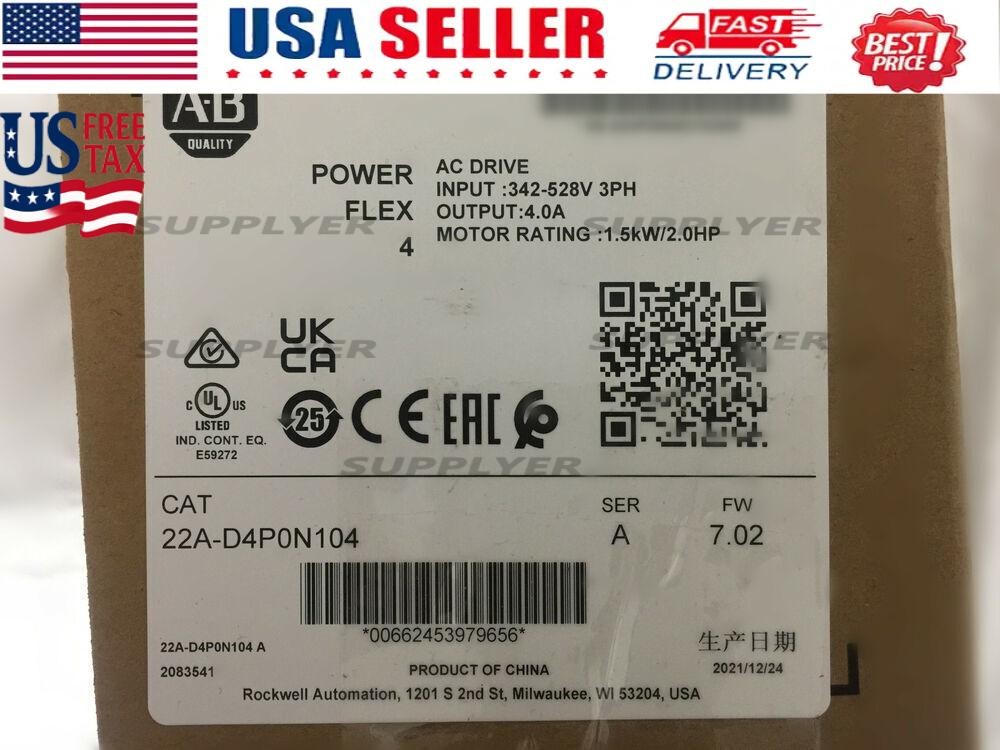 USA SELLER
FAST
DELIVERY
BEST
PRICE!
US FREE
TAX
A-B
QUALITY
POWER
FLEX
4
AC DRIVE
INPUT :342-528V 3PH
OUTPUT:4.0A
MOTOR RATING :1.5kW/2.0HP
SUPPLYER
SUPPLYER
SUPPLYER
SUPPLYER
SUPPLYER
UK
CA
C UL US
LISTED
IND. CONT. EQ.
E59272
25
CE
EAC
CAT
22A-D4P0N104
SER
A
FW
7.02
*00662453979656*
22A-D4P0N104 A
2083541
生产日期
2021/12/24
PRODUCT OF CHINA
Rockwell Automation, 1201 S 2nd St, Milwaukee, WI 53204, USA